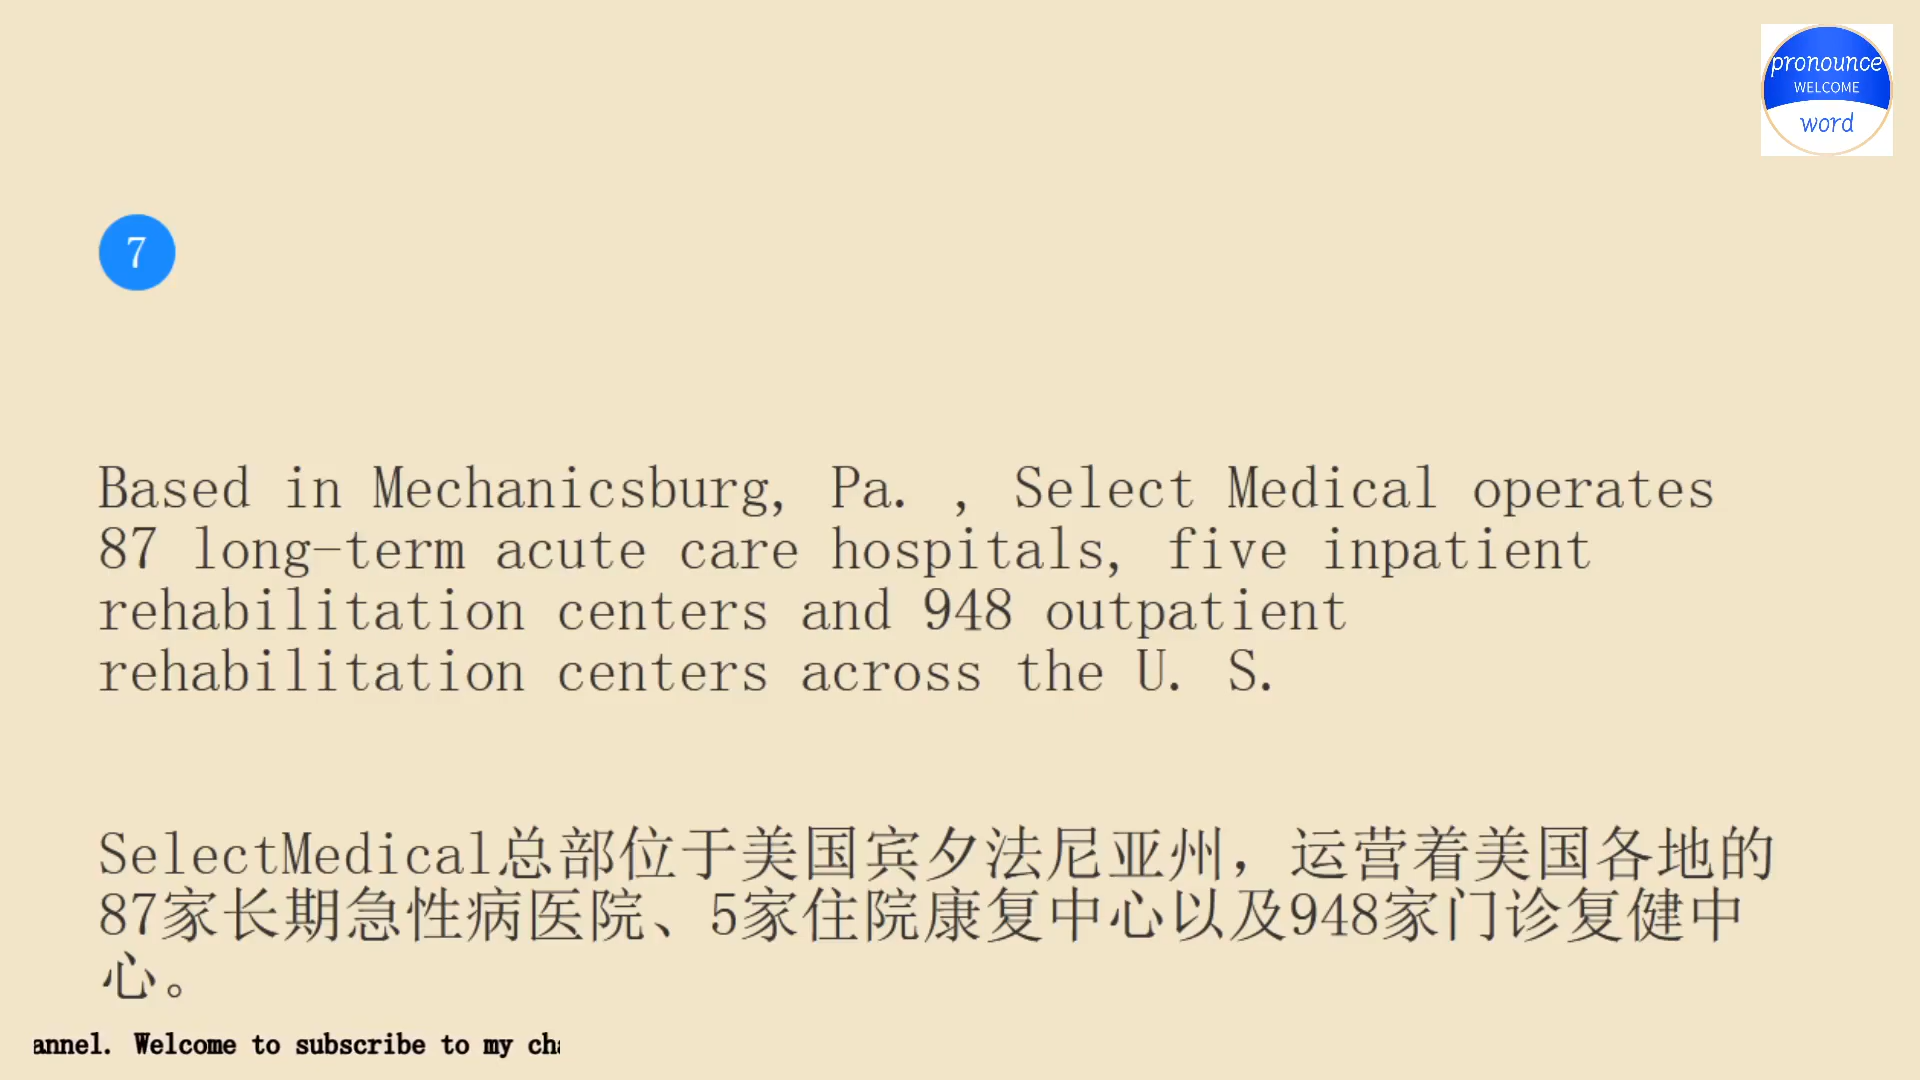 pronounce
WELCOME
word
7
Based in Mechanicsburg, Pa. , Select Medical operates
87 long-term acute care hospitals, five inpatient
rehabilitation centers and 948 outpatient
rehabilitation centers across the U. S.
SelectMedical总部位于美国宾夕法尼亚州，运营着美国各地的
87家长期急性病医院、5家住院康复中心以及948家门诊复健中
心。
annel. Welcome to subscribe to my cha